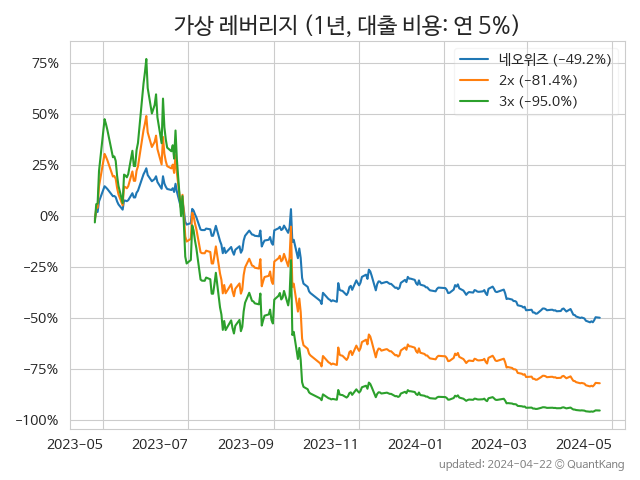 가상 레버리지 (1년, 대출 비용: 연 5%)
네오위즈 (−49.2%)
2x (−81.4%)
3x (−95.0%)
75%
50%
25%
0%
−25%
−50%
−75%
−100%
2023-05 2023-07 2023-09 2023-11 2024-01 2024-03 2024-05
updated: 2024-04-22 © QuantKang